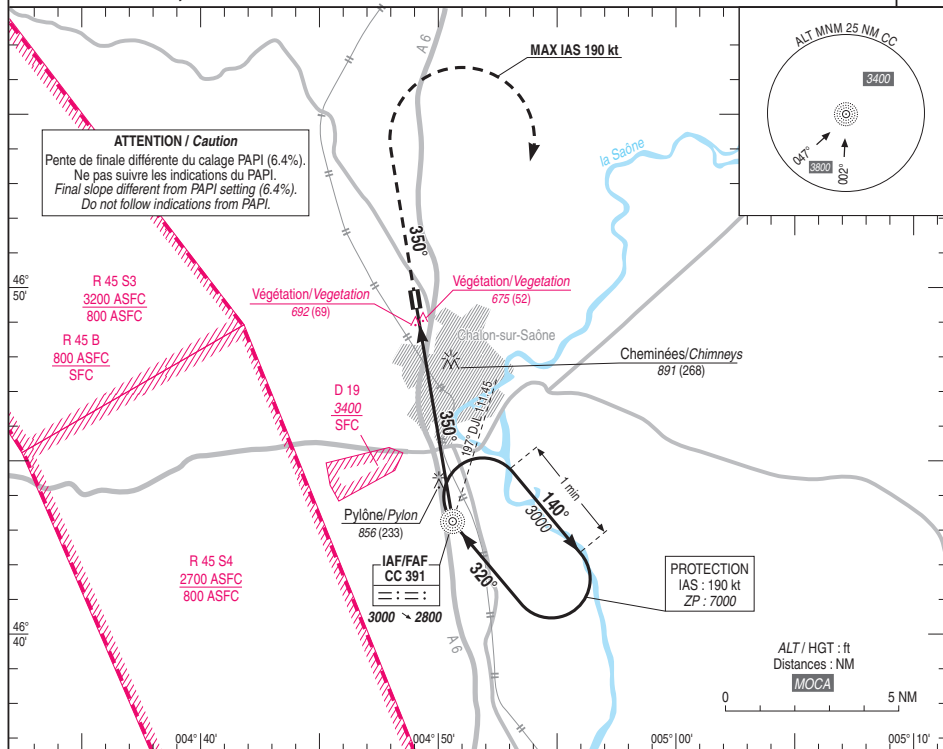 A 6
MAX IAS 190 kt
ALT MNM 25 NM CC
3400
047°
3800
002°
ATTENTION / Caution
Pente de finale différente du calage PAPI (6.4%).
Ne pas suivre les indications du PAPI.
Final slope different from PAPI setting (6.4%).
Do not follow indications from PAPI.
la Saône
350°
46°
50'
R 45 S3
3200 ASFC
800 ASFC
Végétation/Vegetation
692 (69)
Végétation/Vegetation
675 (52)
R 45 B
800 ASFC
SFC
Chalon-sur-Saône
Cheminées/Chimneys
891 (268)
D 19
3400
SFC
350°
197° DJL 111.45
1 min
140°
3000
Pylône/Pylon
856 (233)
R 45 S4
2700 ASFC
800 ASFC
IAF/FAF
CC 391
3000 ↘ 2800
320°
PROTECTION
IAS : 190 kt
ZP : 7000
46°
40'
A 6
ALT / HGT : ft
Distances : NM
MOCA
0 5 NM
004° 40' 004° 50' 005° 00' 005° 10'